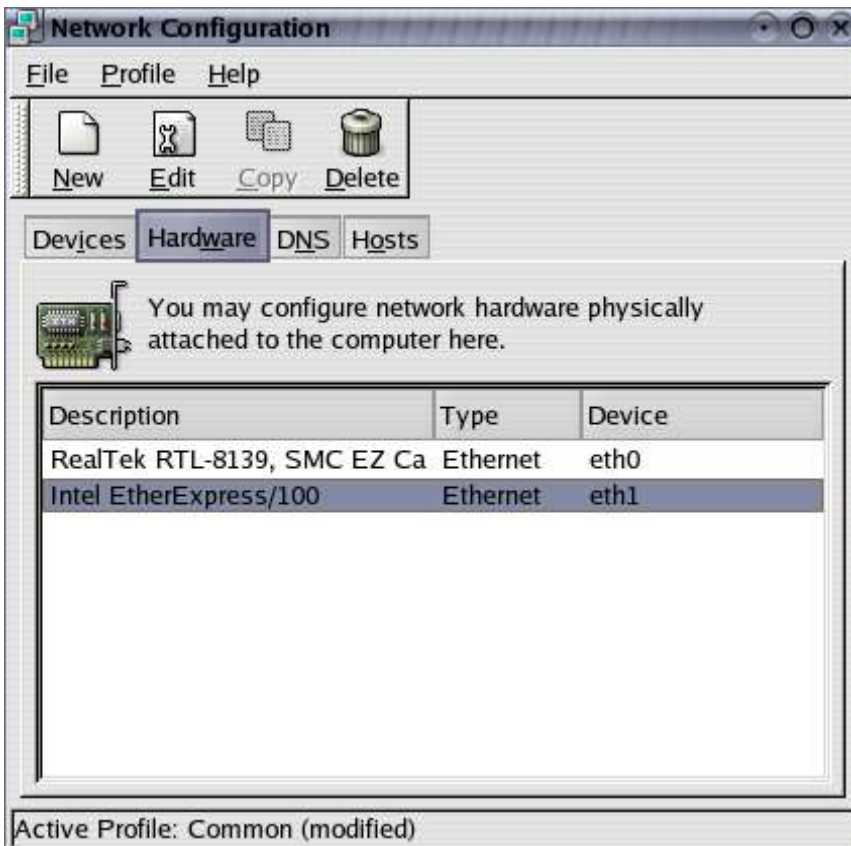 Network Configuration
File Profile Help
New Edit Copy Delete
Devices Hardware DNS Hosts
You may configure network hardware physically
attached to the computer here.
Description Type Device
RealTek RTL-8139, SMC EZ Ca Ethernet eth0
Intel EtherExpress/100 Ethernet eth1
Active Profile: Common (modified)